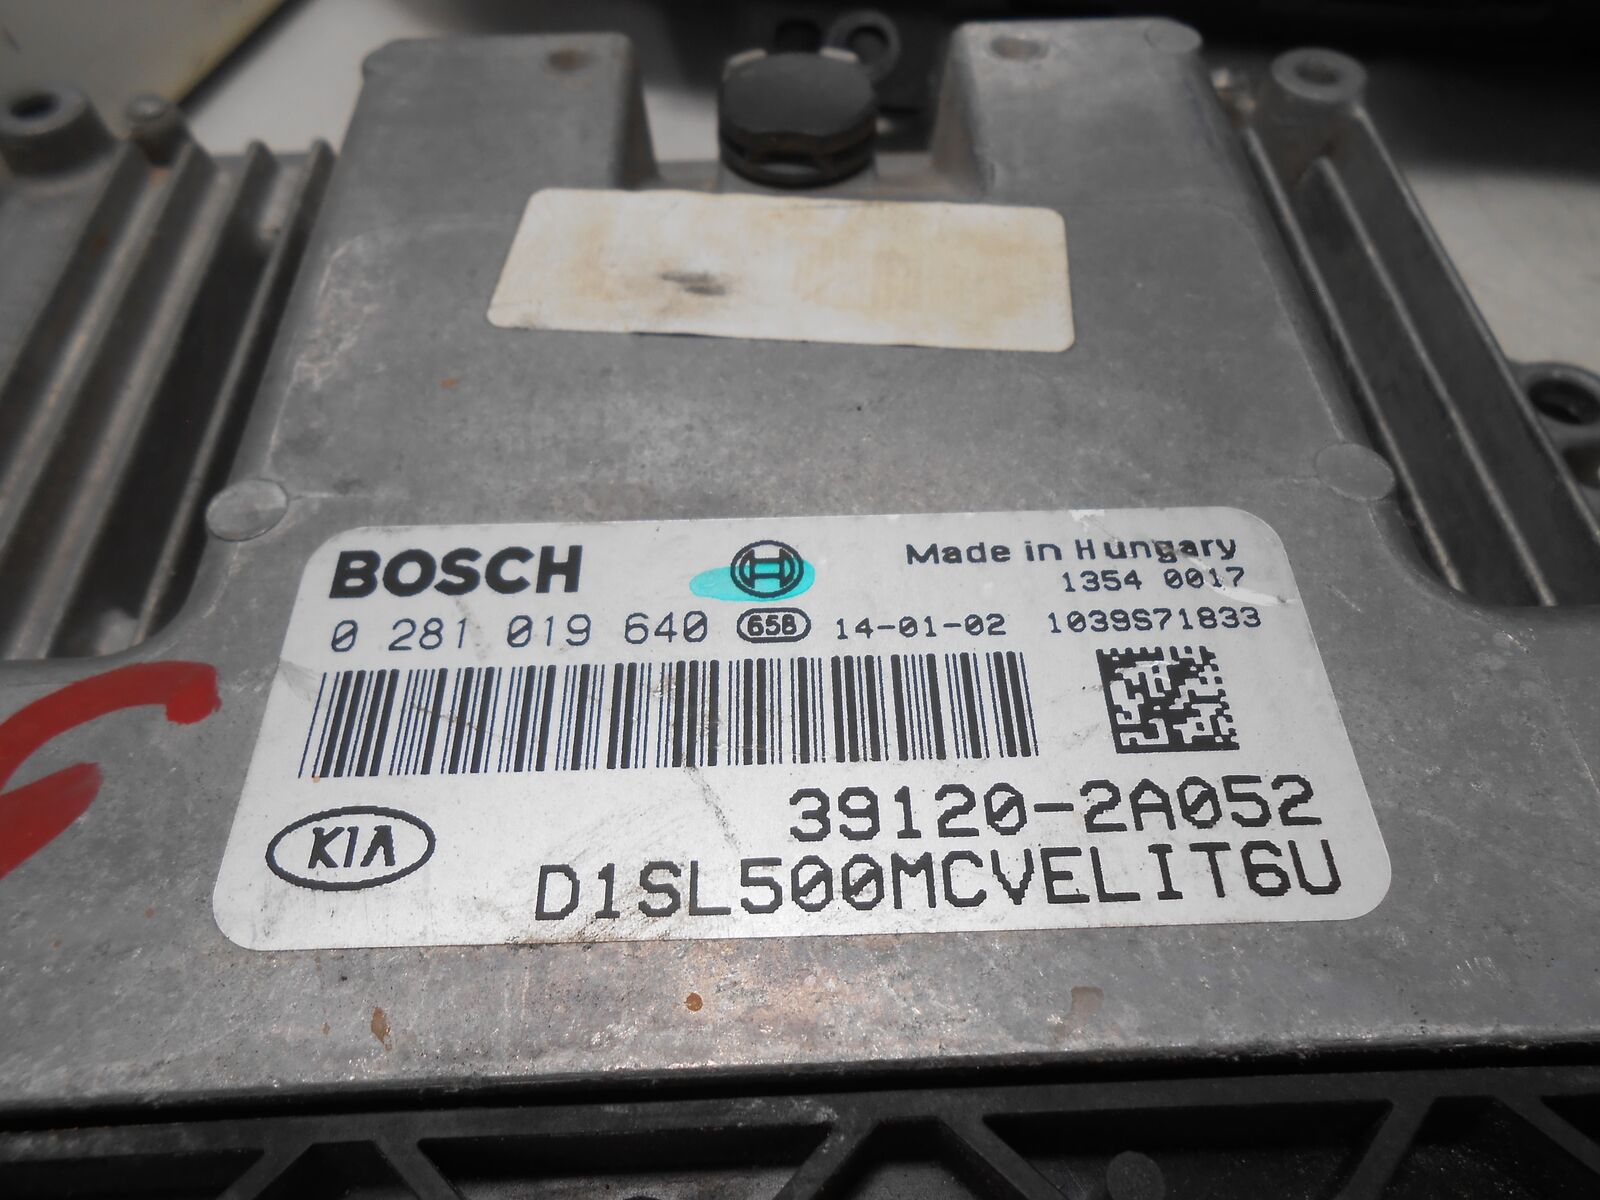 BOSCH
Made in Hungary
1354 0017
0 281 019 640 658 14-01-02 1039S71833
39120-2A052
KIA
D1SL500MCVELIT6U